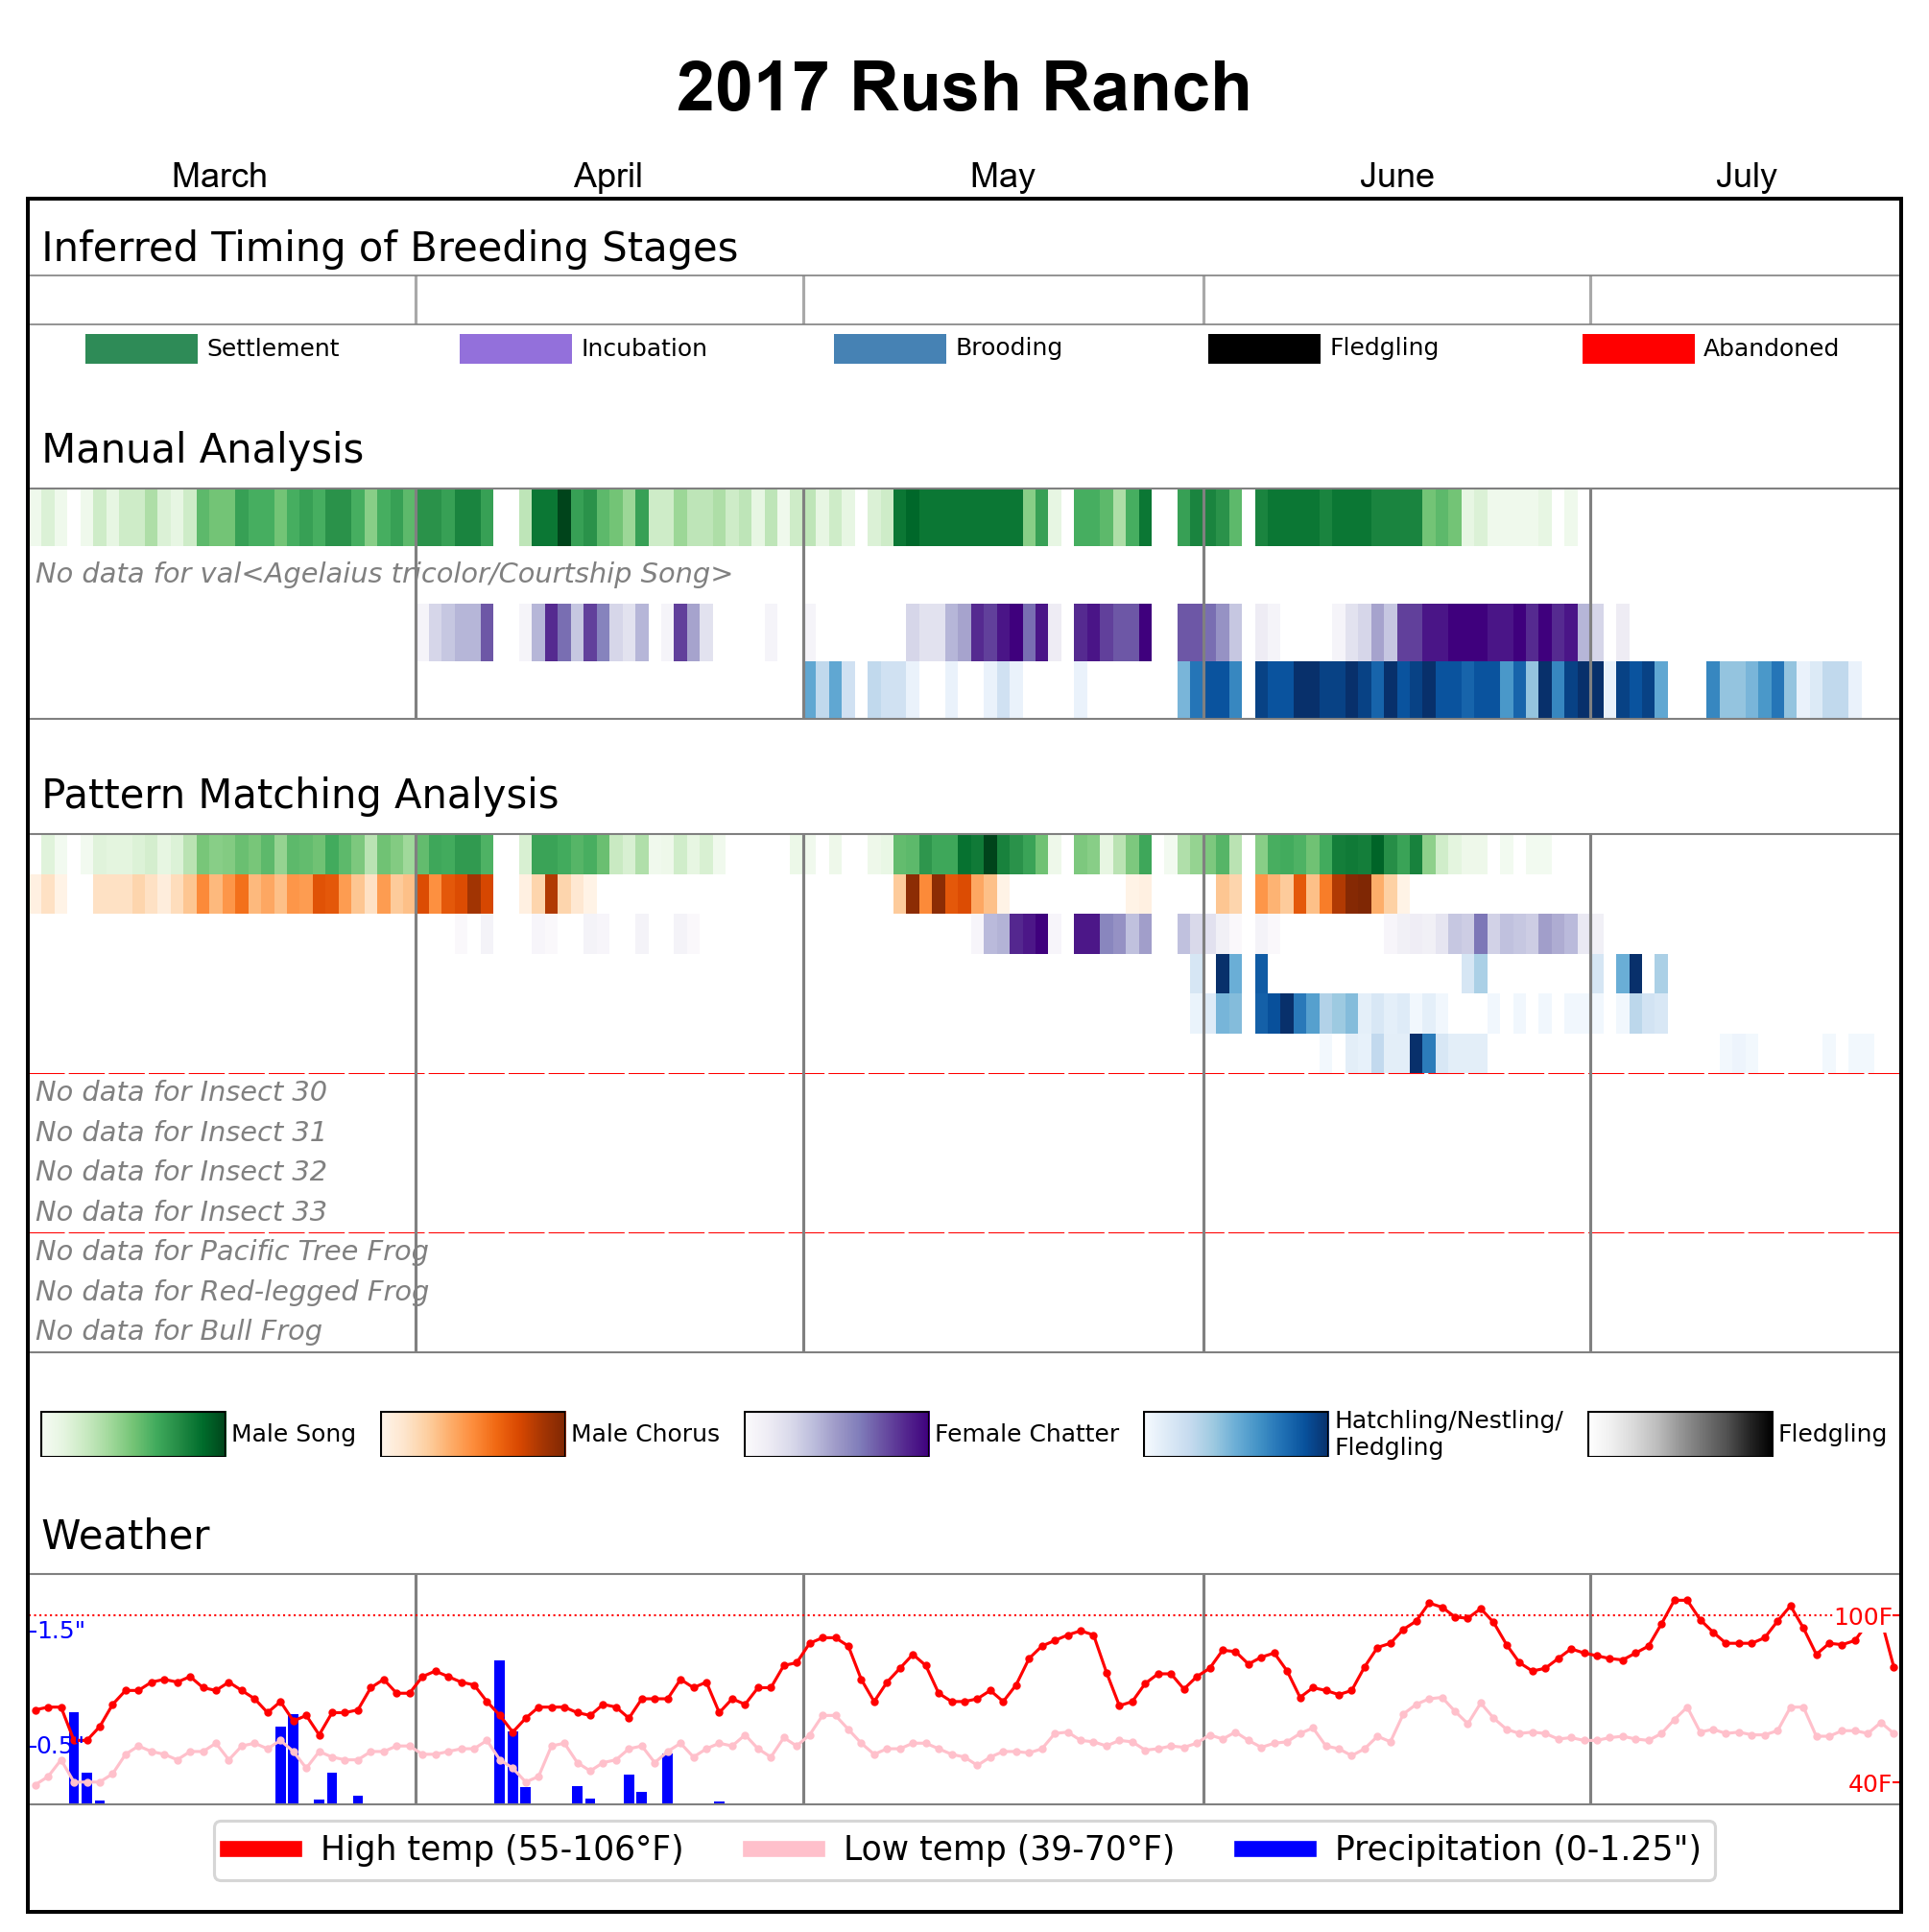 2017 Rush Ranch
March April May June July
Inferred Timing of Breeding Stages
Settlement Incubation Brooding Fledgling Abandoned
Manual Analysis
No data for val<Agelaius tricolor/Courtship Song>
Pattern Matching Analysis
No data for Insect 30
No data for Insect 31
No data for Insect 32
No data for Insect 33
No data for Pacific Tree Frog
No data for Red-legged Frog
No data for Bull Frog
Male Song Male Chorus Female Chatter Hatchling/Nestling/
Fledgling Fledgling
Weather
1.5" 100F
0.5"
40F
High temp (55-106°F) Low temp (39-70°F) Precipitation (0-1.25")